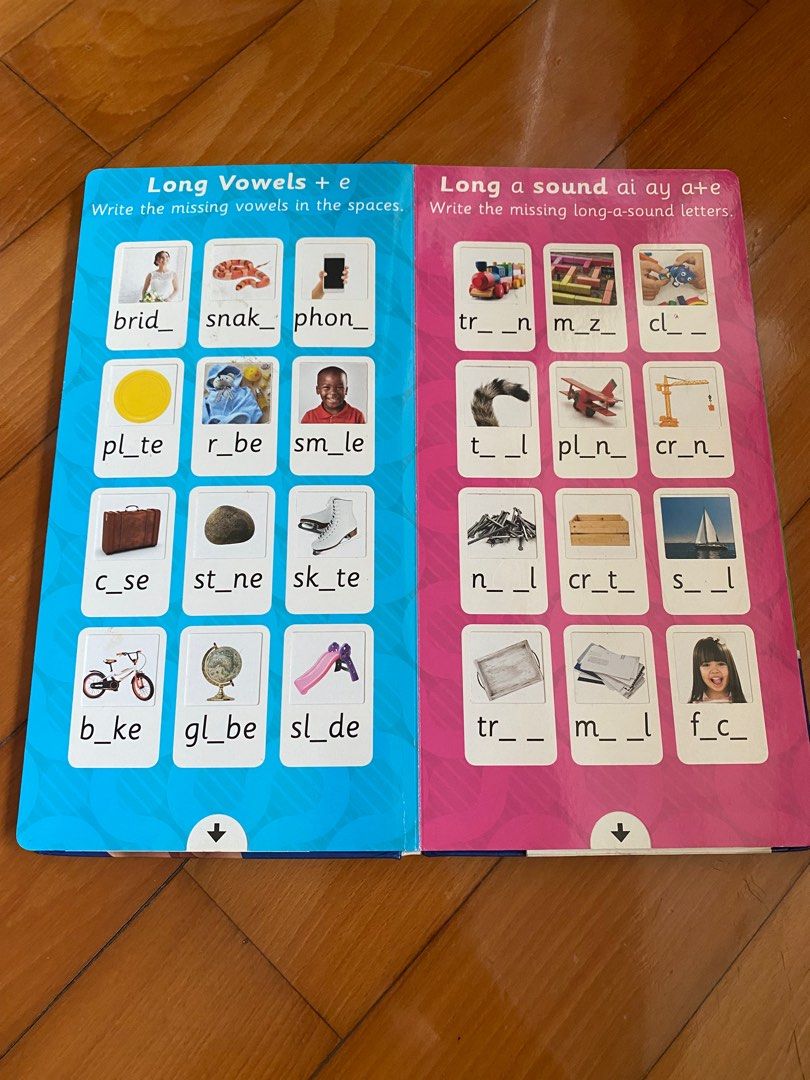 Long Vowels + e
Write the missing vowels in the spaces.
brid_ snak_ phon_
pl_te r_be sm_le
c_se st_ne sk_te
b_ke gl_be sl_de
Long a sound ai ay a+e
Write the missing long-a-sound letters.
tr_ _n m_z_ cl_ _
t_ _l pl_n_ cr_n_
n_ _l cr_t_ s_ _l
tr_ _ m_ _l f_c_